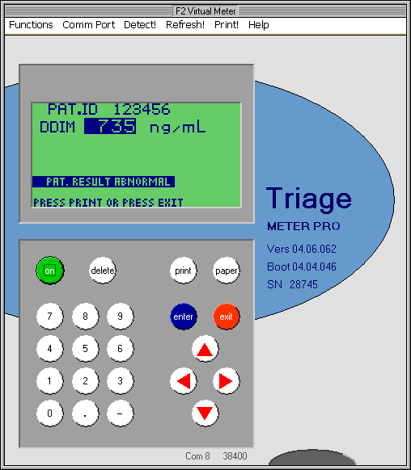 F2 Virtual Meter
Functions Comm Port Detect! Refresh! Print! Help
PAT.ID 123456
DDIM 735 ng/mL
PAT. RESULT ABNORMAL
PRESS PRINT OR PRESS EXIT
Triage
METER PRO
Vers 04.06.062
Boot 04.04.046
SN 28745
on delete print paper
7 8 9 enter exit
4 5 6
1 2 3
0 . −
Com 8 38400